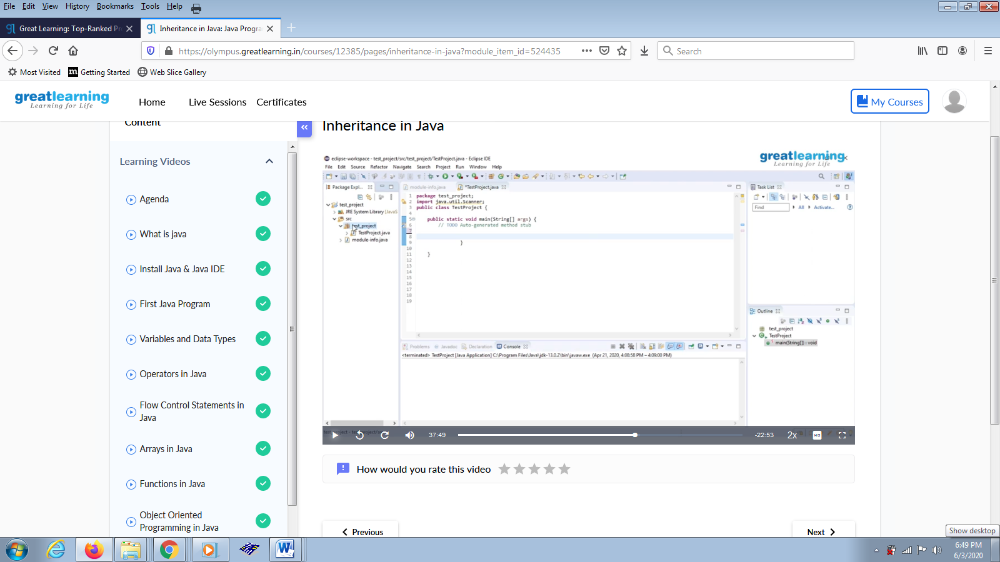 File Edit View History Bookmarks Tools Help
Great Learning: Top-Ranked Pr
Inheritance in Java: Java Progra
https://olympus.greatlearning.in/courses/12385/pages/inheritance-in-java?module_item_id=524435
Search
Most Visited
Getting Started
Web Slice Gallery
greatlearning
Learning for Life
Home
Live Sessions
Certificates
My Courses
Content
Learning Videos
Agenda
What is java
Install Java & Java IDE
First Java Program
Variables and Data Types
Operators in Java
Flow Control Statements in
Java
Arrays in Java
Functions in Java
Object Oriented
Programming in Java
Inheritance in Java
eclipse-workspace - test_project/src/test_project/TestProject.java - Eclipse IDE
greatlearning
Learning for Life
File Edit Source Refactor Navigate Search Project Run Window Help
Package Expl...
test_project
JRE System Library [JavaS
src
test_project
TestProject.java
module-info.java
module-info.java
*TestProject.java
1 package test_project;
2 import java.util.Scanner;
3 public class TestProject {
4
5 public static void main(String[] args) {
6 // TODO Auto-generated method stub
7
8
9 }
10
11 }
12
13
14
15
16
17
18
19
Task List
Find
All
Activate...
Outline
test_project
TestProject
main(String[]) : void
Problems Javadoc Declaration Console
<terminated> TestProject [Java Application] C:\Program Files\Java\jdk-13.0.2\bin\javaw.exe (Apr 21, 2020, 4:08:58 PM – 4:09:00 PM)
37:49
-22:53
2x
HD
How would you rate this video
Previous
Next
Show desktop
6:49 PM
6/3/2020